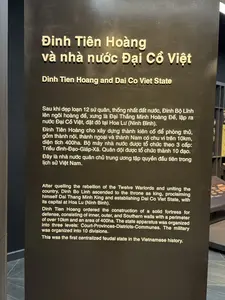 Đinh Tiên Hoàng
và nhà nước Đại Cồ Việt
Dinh Tien Hoang and Dai Co Viet State
Sau khi dẹp loạn 12 sứ quân, thống nhất đất nước, Đinh Bộ Lĩnh
lên ngôi hoàng đế, xưng là Đại Thắng Minh Hoàng Đế, lập ra
nước Đại Cồ Việt, đặt đô tại Hoa Lư (Ninh Bình).
Đinh Tiên Hoàng cho xây dựng thành kiên cố để phòng thủ,
gồm thành nội, thành ngoại và thành Nam có chu vi trên 10km,
diện tích 400ha. Bộ máy nhà nước được tổ chức theo 3 cấp:
Triều đình-Đạo-Giáp-Xã. Quân đội được tổ chức thành 10 đạo.
Đây là nhà nước quân chủ trung ương tập quyền đầu tiên trong
lịch sử Việt Nam.
After quelling the rebellion of the Twelve Warlords and unifing the
country, Dinh Bo Linh ascended to the throne as king, proclaiming
himself Dai Thang Minh King and establishing Dai Co Viet State, with
its capital at Hoa Lu (Ninh Binh).
Dinh Tien Hoang ordered the construction of a solid fortress for
defense, consisting of inner, outer, and Southern walls with a perimeter
of over 10km and an area of 400ha. The state apparatus was organized
into three levels: Court-Provinces-Districts-Communes. The military
was organized into 10 divisions.
This was the first centralized feudal state in the Vietnamese history.